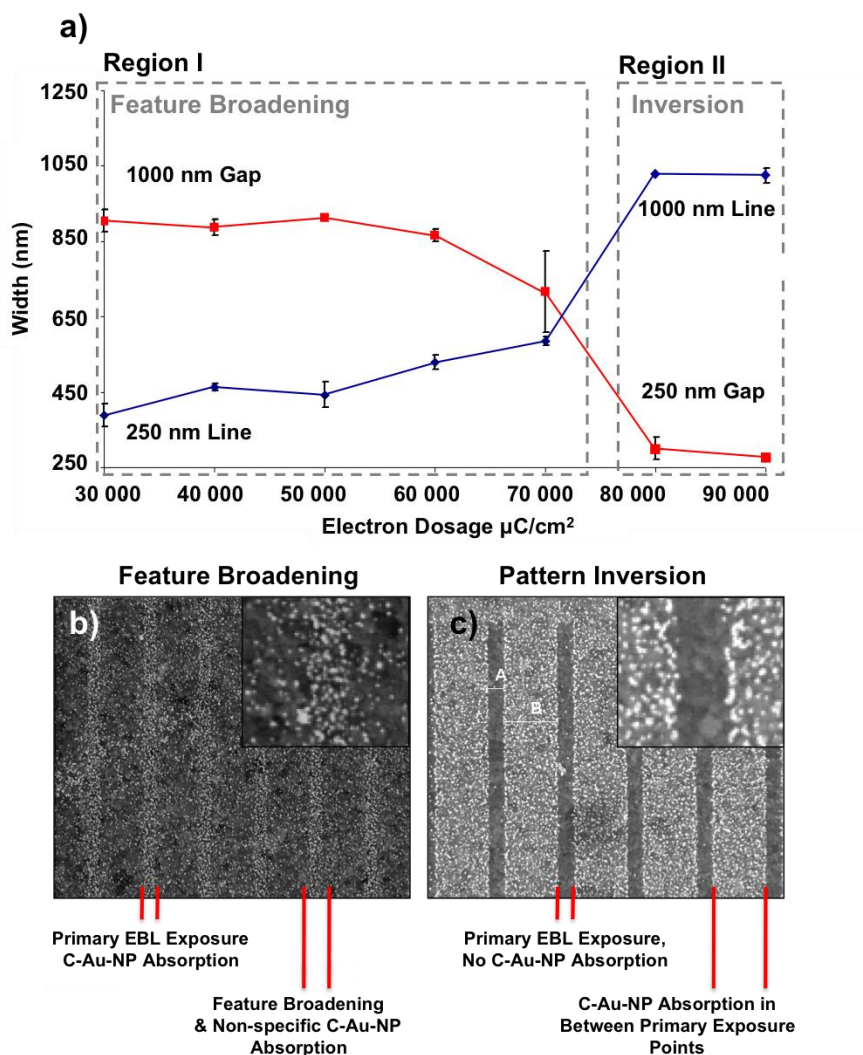 a)
Region I
Region II
Feature Broadening
Inversion
1250
1050
850
650
450
250
Width (nm)
1000 nm Gap
1000 nm Line
250 nm Gap
250 nm Line
30 000 40 000 50 000 60 000 70 000 80 000 90 000
Electron Dosage µC/cm²
Feature Broadening
Pattern Inversion
b)
c)
A
B
Primary EBL Exposure
C-Au-NP Absorption
Feature Broadening
& Non-specific C-Au-NP
Absorption
Primary EBL Exposure,
No C-Au-NP Absorption
C-Au-NP Absorption in
Between Primary Exposure
Points